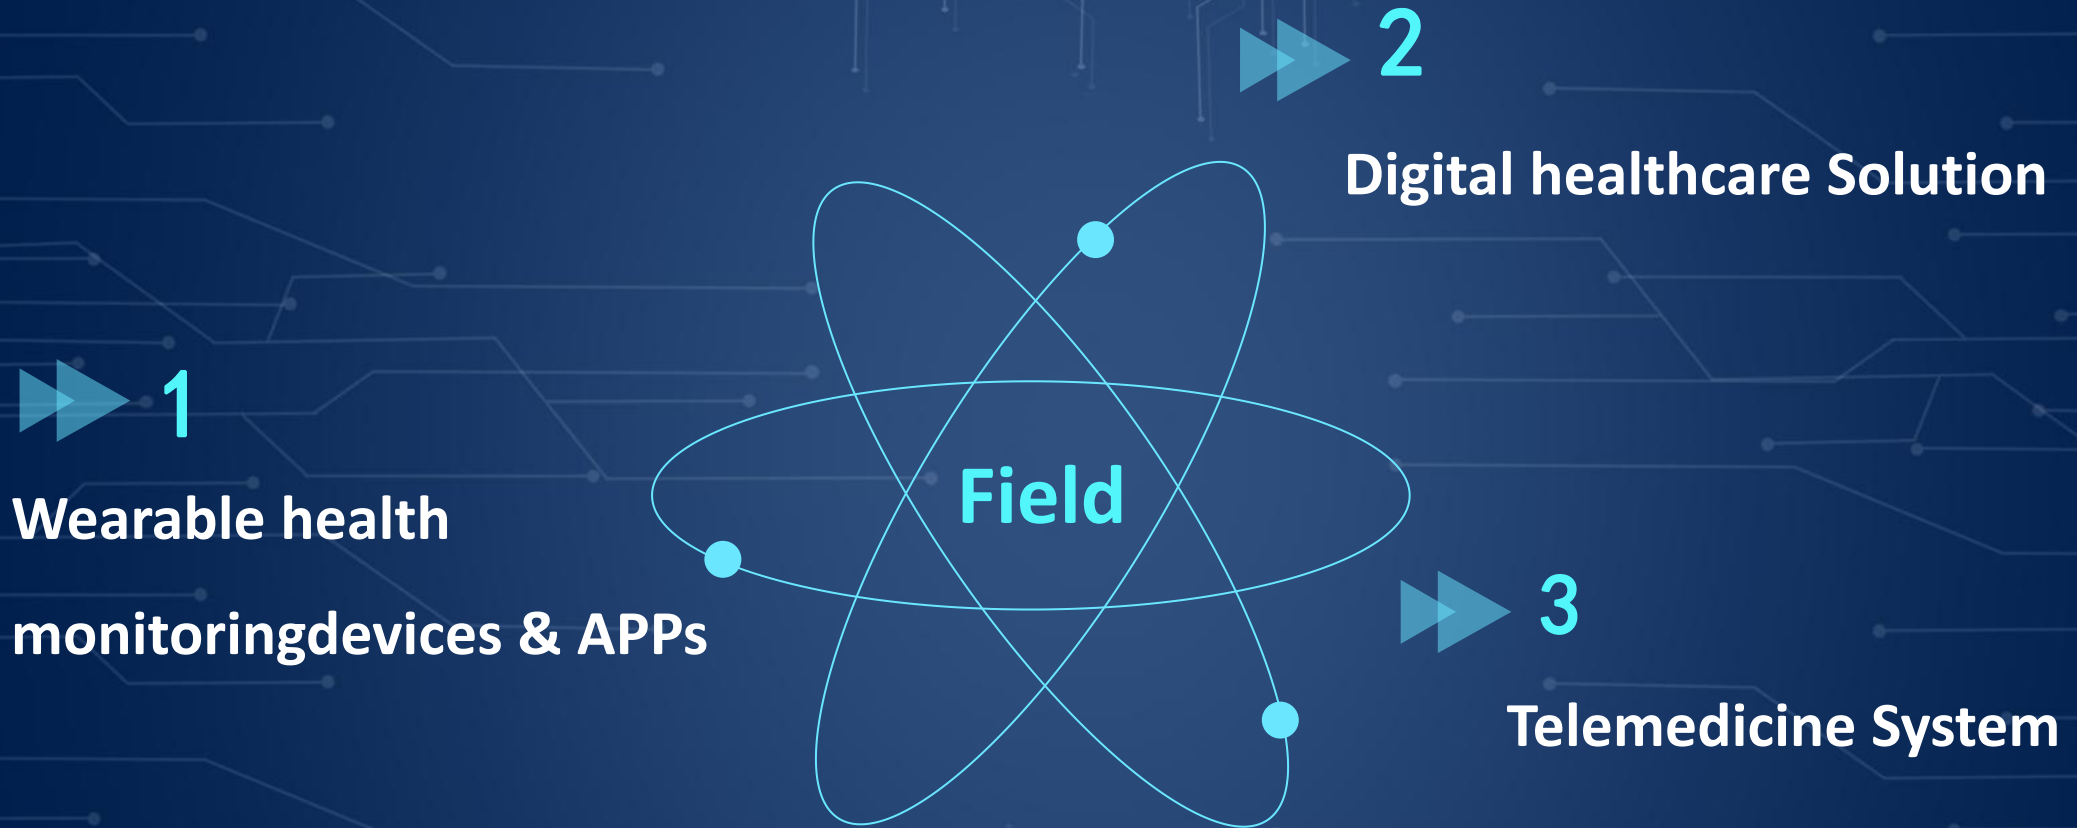 1
Wearable health
monitoringdevices & APPs
2
Digital healthcare Solution
Field
3
Telemedicine System